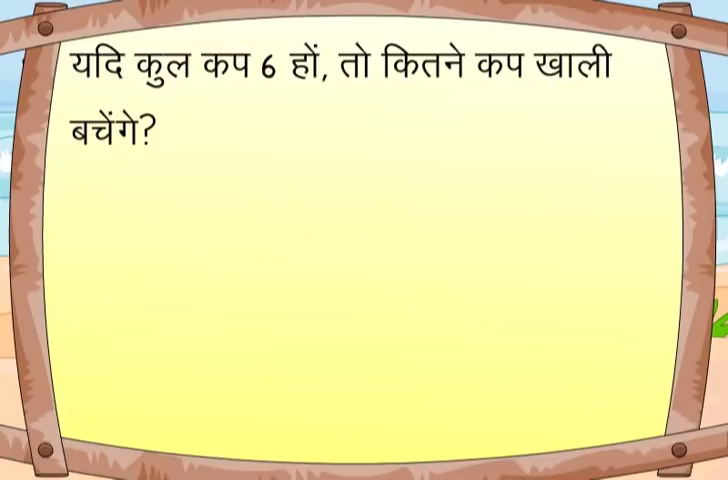 यदि कुल कप 6 हों, तो कितने कप खाली
बचेंगे?